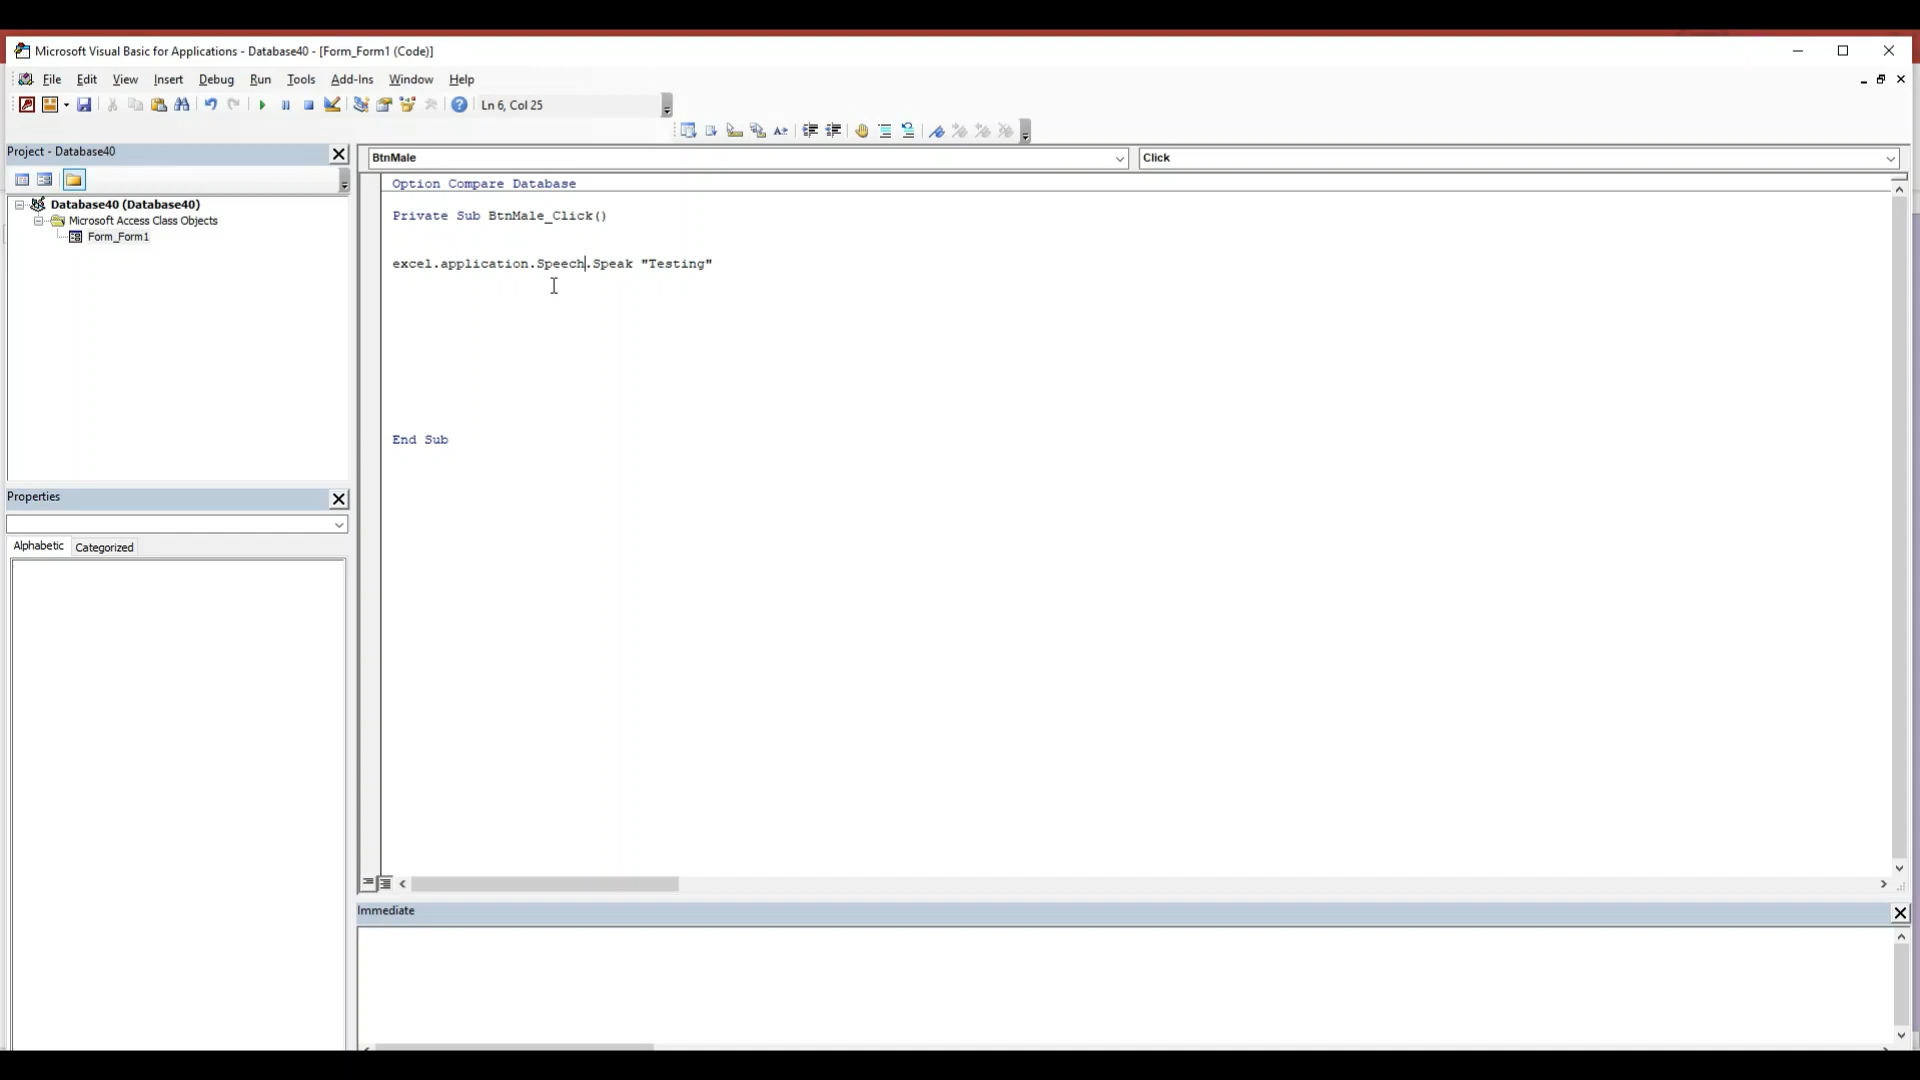 Microsoft Visual Basic for Applications - Database40 - [Form_Form1 (Code)]
File Edit View Insert Debug Run Tools Add-Ins Window Help
Ln 6, Col 25
Project - Database40
BtnMale
Click
Database40 (Database40)
Microsoft Access Class Objects
Form_Form1
Option Compare Database
Private Sub BtnMale_Click()
excel.application.Speech.Speak "Testing"
End Sub
Properties
Alphabetic Categorized
Immediate